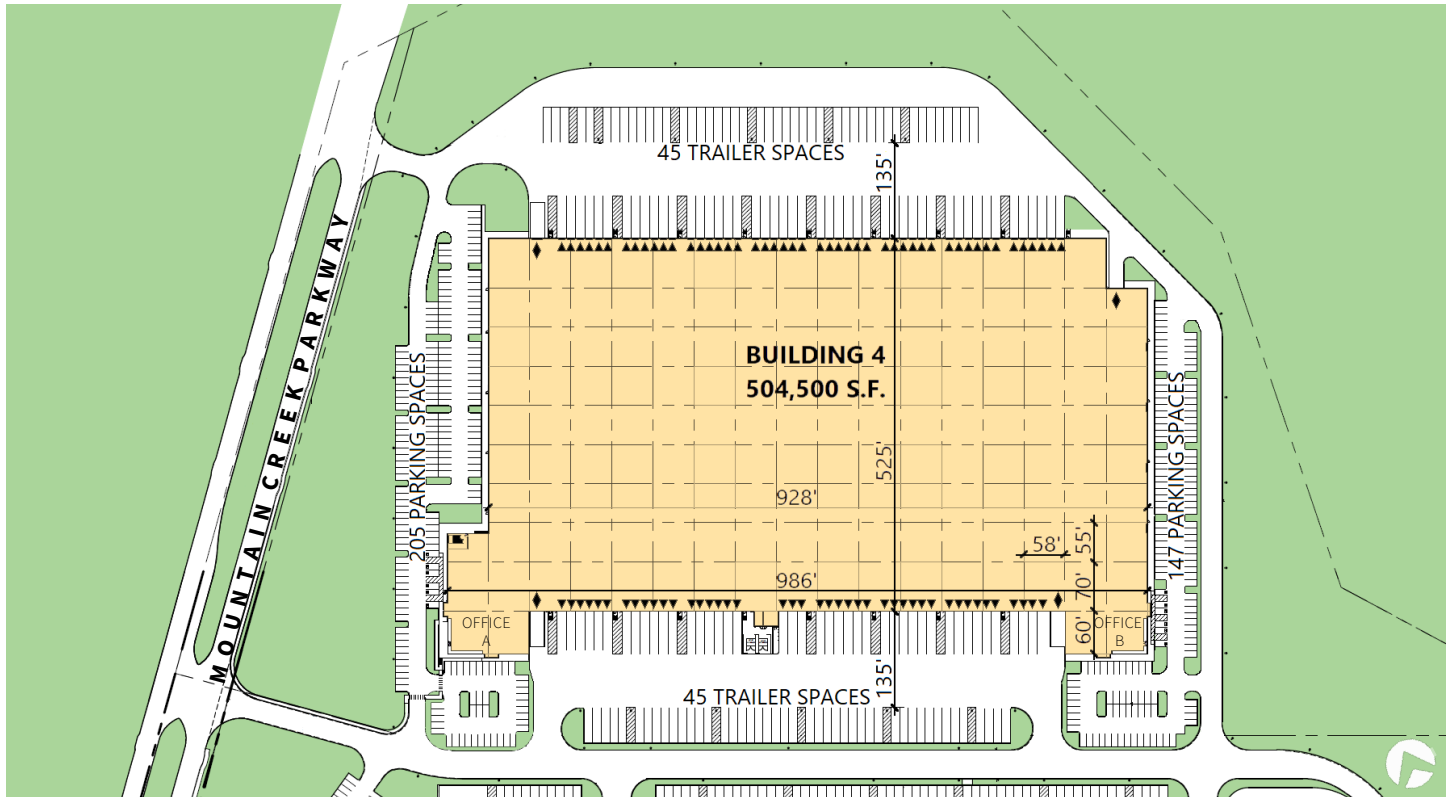 45 TRAILER SPACES
135'
MOUNTAIN CREEK PARKWAY
BUILDING 4
504,500 S.F.
205 PARKING SPACES
147 PARKING SPACES
525'
928'
58'
55'
986'
70'
OFFICE
A
60'
OFFICE
B
45 TRAILER SPACES
135'